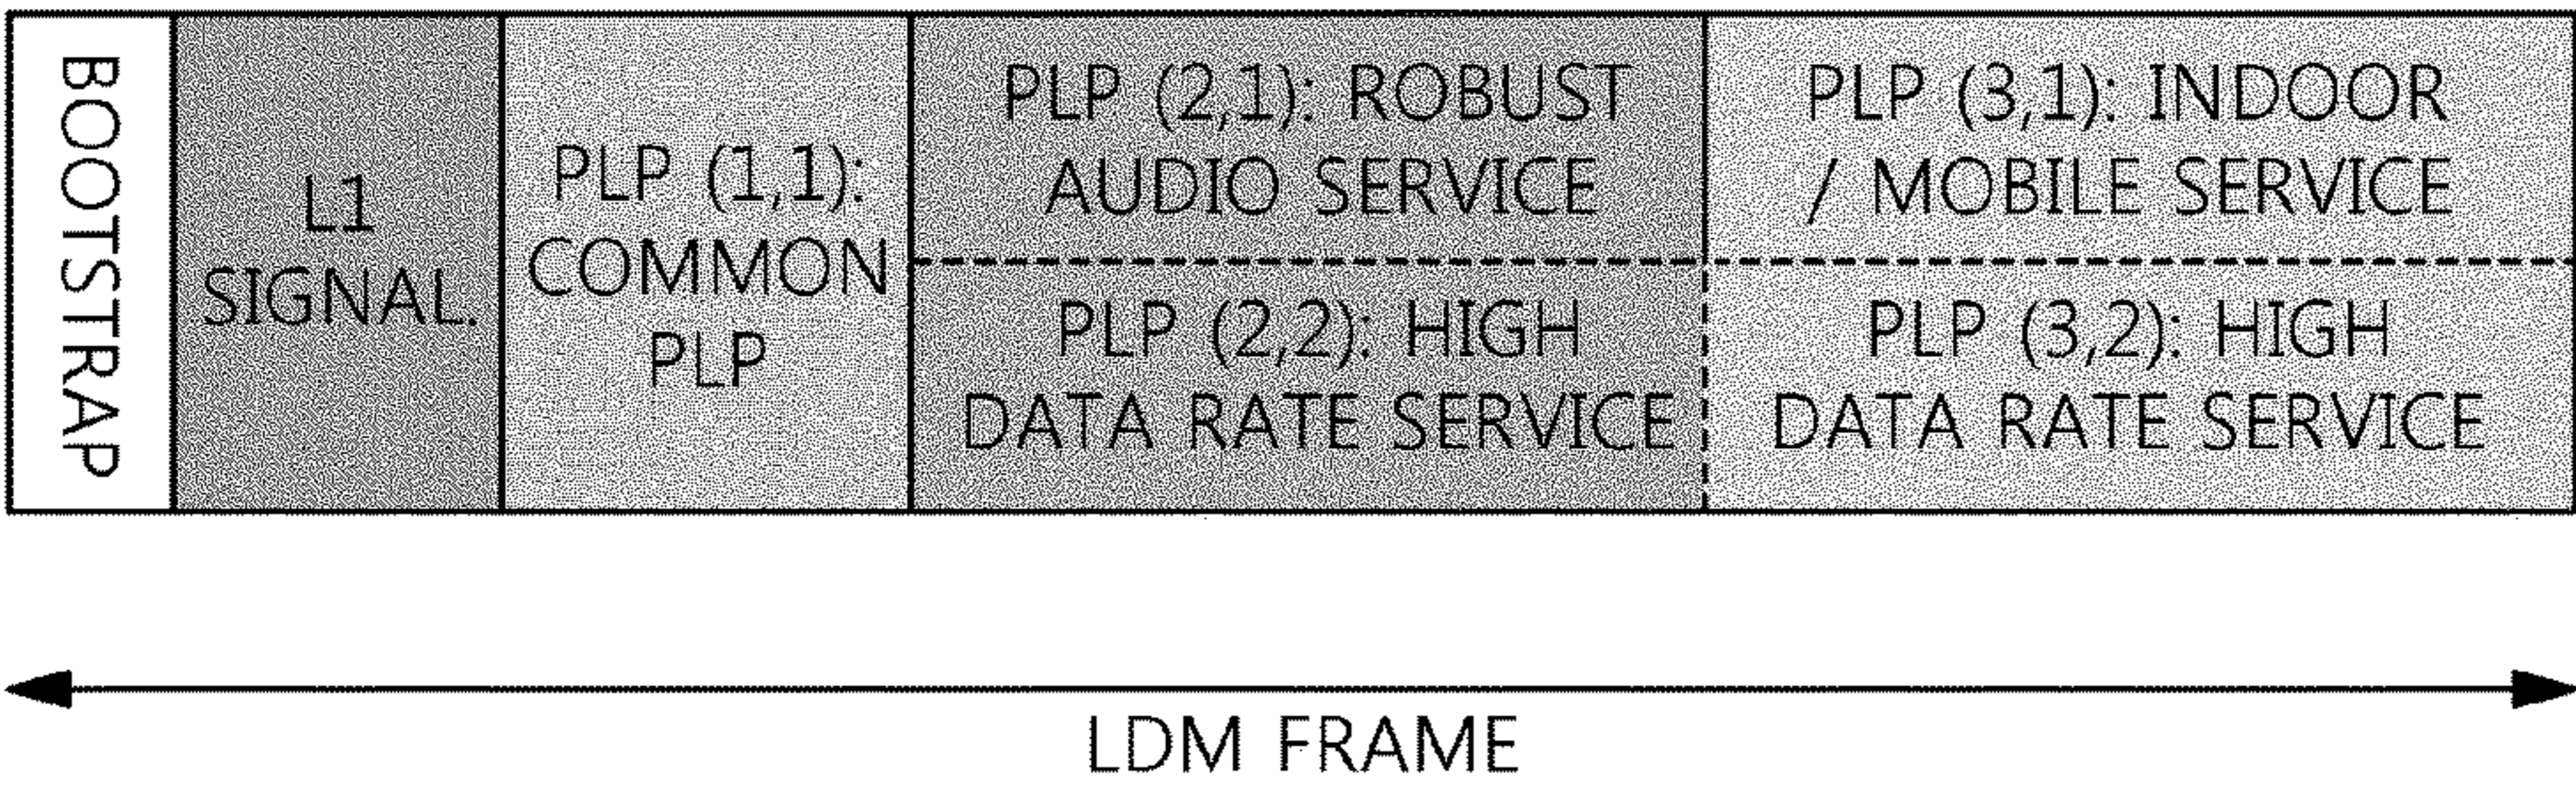 BOOTSTRAP
L1
SIGNAL.
PLP (1,1):
COMMON
PLP
PLP (2,1): ROBUST
AUDIO SERVICE
PLP (2,2): HIGH
DATA RATE SERVICE
PLP (3,1): INDOOR
/ MOBILE SERVICE
PLP (3,2): HIGH
DATA RATE SERVICE
LDM FRAME